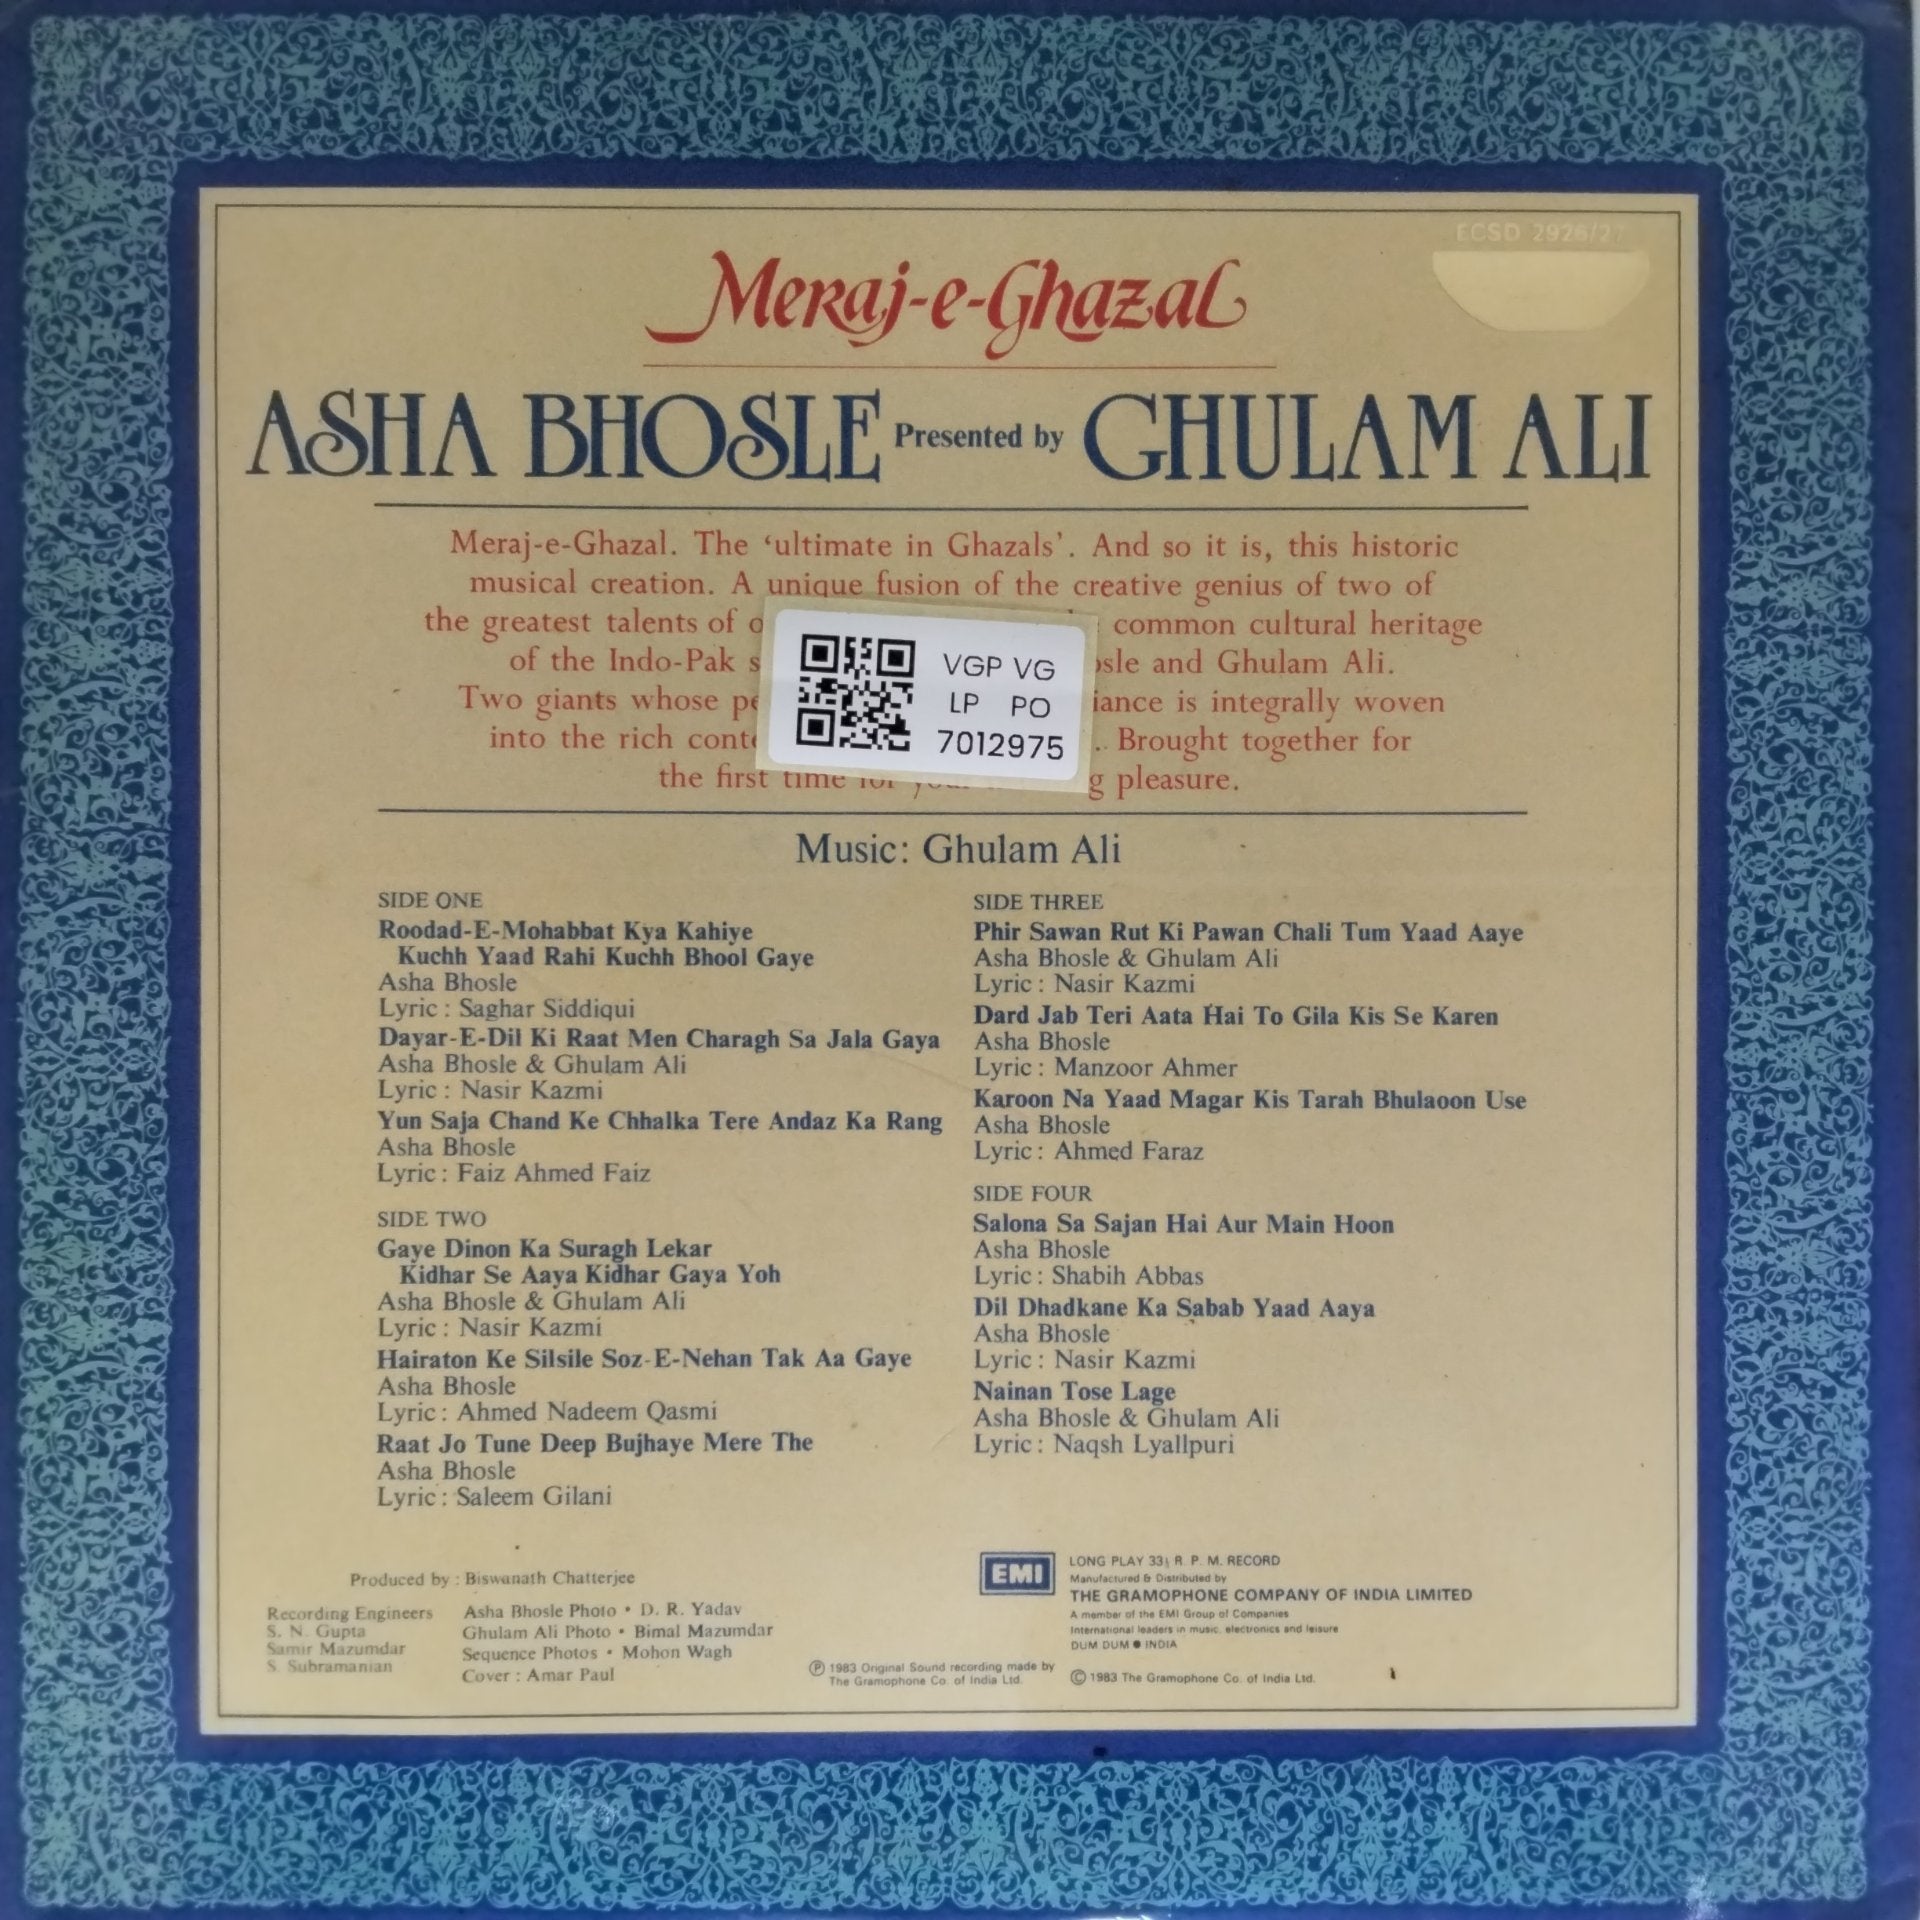 ECSD 2926/27
Meraj-e-Ghazal
ASHA BHOSLE Presented by GHULAM ALI
Meraj-e-Ghazal. The ‘ultimate in Ghazals’. And so it is, this historic
musical creation. A unique fusion of the creative genius of two of
the greatest talents of common cultural heritage
of the Indo-Pak and Ghulam Ali.
Two giants whose is integrally woven
into the rich Brought together for
the first time for pleasure.
VGP VG
LP PO
7012975
Music: Ghulam Ali
SIDE ONE
Roodad-E-Mohabbat Kya Kahiye
Kuchh Yaad Rahi Kuchh Bhool Gaye
Asha Bhosle
Lyric : Saghar Siddiqui
Dayar-E-Dil Ki Raat Men Charagh Sa Jala Gaya
Asha Bhosle & Ghulam Ali
Lyric : Nasir Kazmi
Yun Saja Chand Ke Chhalka Tere Andaz Ka Rang
Asha Bhosle
Lyric : Faiz Ahmed Faiz
SIDE TWO
Gaye Dinon Ka Suragh Lekar
Kidhar Se Aaya Kidhar Gaya Yoh
Asha Bhosle & Ghulam Ali
Lyric : Nasir Kazmi
Hairaton Ke Silsile Soz-E-Nehan Tak Aa Gaye
Asha Bhosle
Lyric : Ahmed Nadeem Qasmi
Raat Jo Tune Deep Bujhaye Mere The
Asha Bhosle
Lyric : Saleem Gilani
SIDE THREE
Phir Sawan Rut Ki Pawan Chali Tum Yaad Aaye
Asha Bhosle & Ghulam Ali
Lyric : Nasir Kazmi
Dard Jab Teri Aata Hai To Gila Kis Se Karen
Asha Bhosle
Lyric : Manzoor Ahmer
Karoon Na Yaad Magar Kis Tarah Bhulaoon Use
Asha Bhosle
Lyric : Ahmed Faraz
SIDE FOUR
Salona Sa Sajan Hai Aur Main Hoon
Asha Bhosle
Lyric : Shabih Abbas
Dil Dhadkane Ka Sabab Yaad Aaya
Asha Bhosle
Lyric : Nasir Kazmi
Nainan Tose Lage
Asha Bhosle & Ghulam Ali
Lyric : Naqsh Lyallpuri
Produced by : Biswanath Chatterjee
Recording Engineers
S. N. Gupta
Samir Mazumdar
S. Subramanian
Asha Bhosle Photo • D. R. Yadav
Ghulam Ali Photo • Bimal Mazumdar
Sequence Photos • Mohon Wagh
Cover : Amar Paul
EMI
LONG PLAY 33⅓ R. P. M. RECORD
Manufactured & Distributed by
THE GRAMOPHONE COMPANY OF INDIA LIMITED
A member of the EMI Group of Companies
International leaders in music, electronics and leisure
DUM DUM ● INDIA
Ⓟ 1983 Original Sound recording made by
The Gramophone Co. of India Ltd.
© 1983 The Gramophone Co. of India Ltd.